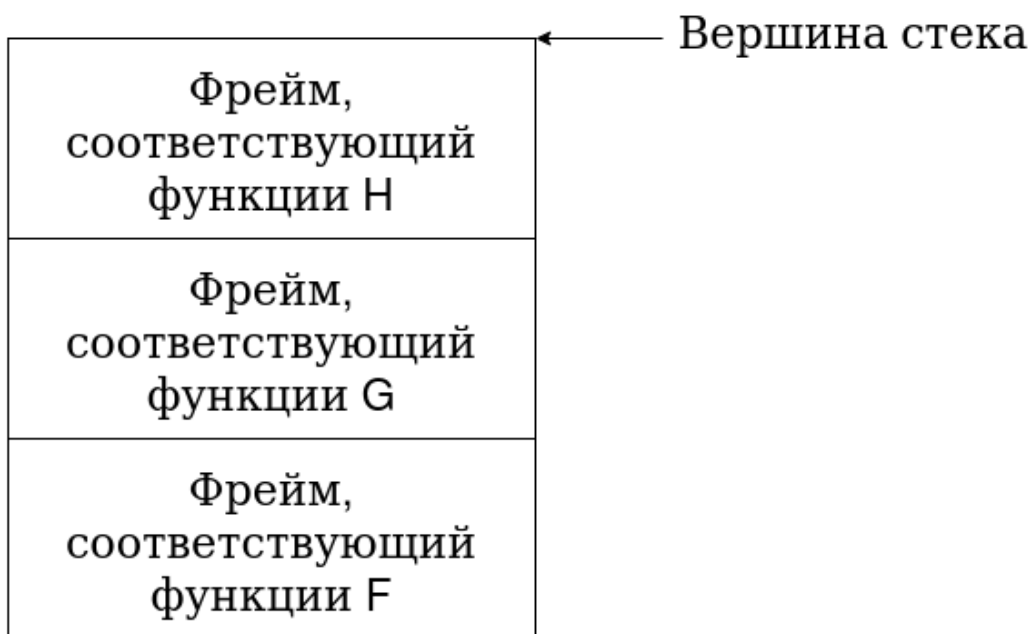 Вершина стека
Фрейм,
соответствующий
функции H
Фрейм,
соответствующий
функции G
Фрейм,
соответствующий
функции F